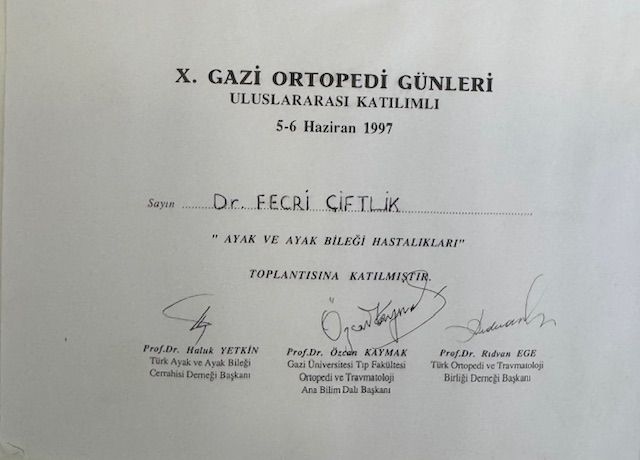 X. GAZİ ORTOPEDİ GÜNLERİ
ULUSLARARASI KATILIMLI
5-6 Haziran 1997
Sayın Dr. FECRİ ÇİFTLİK
" AYAK VE AYAK BİLEĞİ HASTALIKLARI"
TOPLANTISINA KATILMIŞTIR.
Özcan Kaymak
Rıdvan
Prof.Dr. Haluk YETKİN
Türk Ayak ve Ayak Bileği
Cerrahisi Derneği Başkanı
Prof.Dr. Özcan KAYMAK
Gazi Üniversitesi Tıp Fakültesi
Ortopedi ve Travmatoloji
Ana Bilim Dalı Başkanı
Prof.Dr. Rıdvan EGE
Türk Ortopedi ve Travmatoloji
Birliği Derneği Başkanı